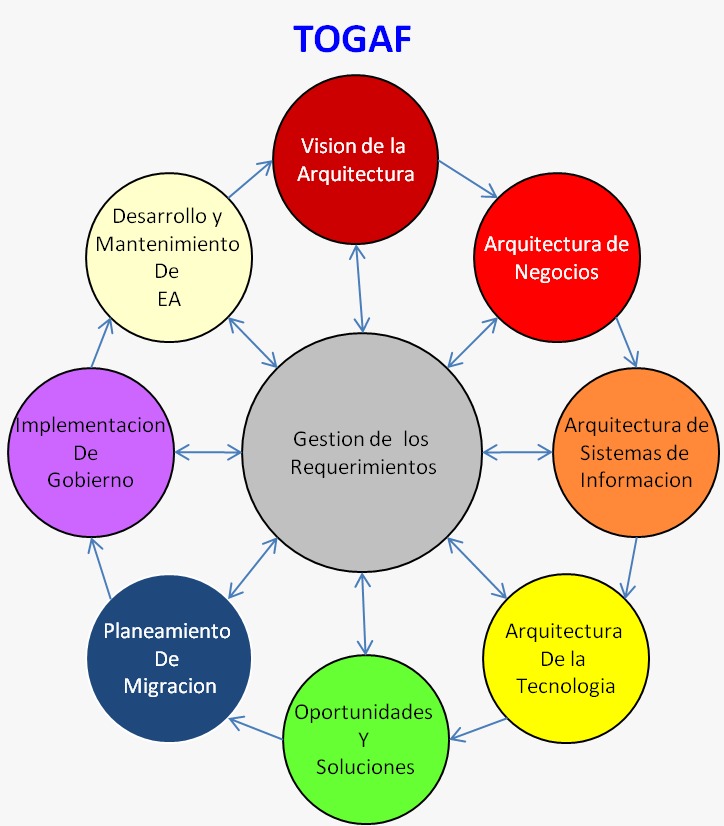 TOGAF
Vision de la
Arquitectura
Arquitectura de
Negocios
Arquitectura de
Sistemas de
Informacion
Arquitectura
De la
Tecnologia
Oportunidades
Y
Soluciones
Planeamiento
De
Migracion
Implementacion
De
Gobierno
Desarrollo y
Mantenimiento
De
EA
Gestion de los
Requerimientos